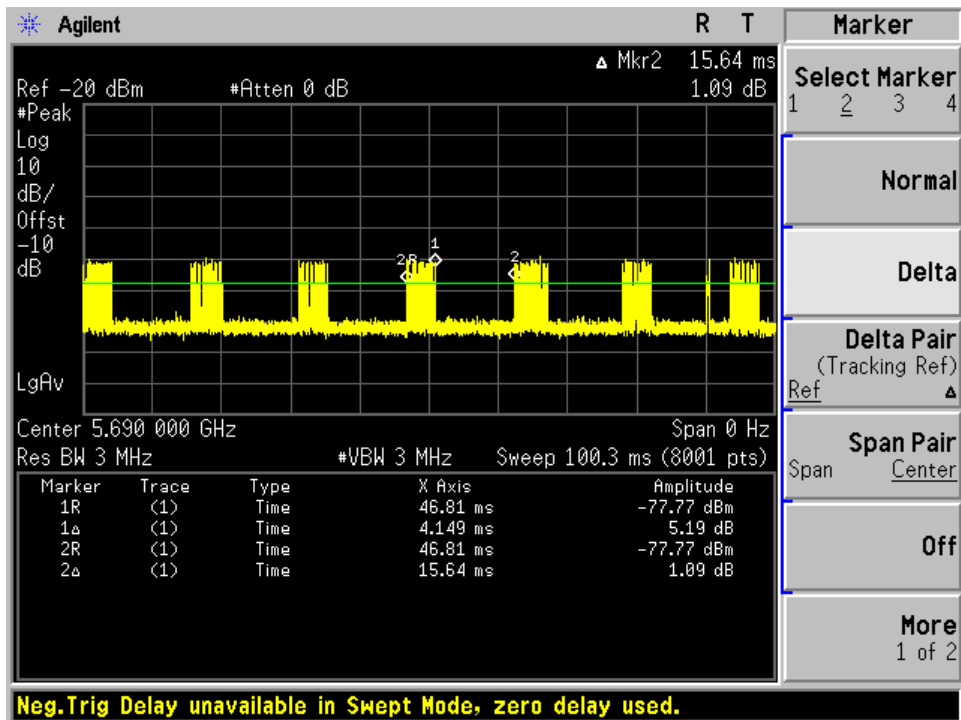 Agilent R T
Marker
Δ Mkr2 15.64 ms
Ref -20 dBm #Atten 0 dB 1.09 dB
#Peak
Log
10
dB/
Offst
-10
dB
1
2R
2
LgAv
Center 5.690 000 GHz Span 0 Hz
Res BW 3 MHz #VBW 3 MHz Sweep 100.3 ms (8001 pts)
Marker Trace Type X Axis Amplitude
1R (1) Time 46.81 ms -77.77 dBm
1Δ (1) Time 4.149 ms 5.19 dB
2R (1) Time 46.81 ms -77.77 dBm
2Δ (1) Time 15.64 ms 1.09 dB
Select Marker
1 2 3 4
Normal
Delta
Delta Pair
(Tracking Ref)
Ref Δ
Span Pair
Span Center
Off
More
1 of 2
Neg.Trig Delay unavailable in Swept Mode, zero delay used.